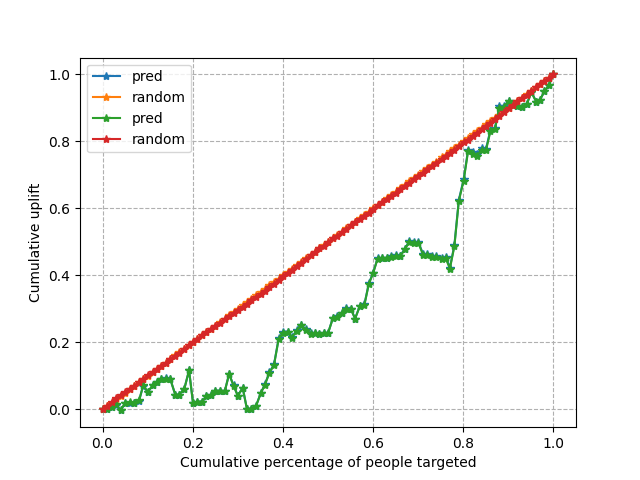 pred
random
pred
random
1.0
0.8
0.6
0.4
0.2
0.0
Cumulative uplift
0.0 0.2 0.4 0.6 0.8 1.0
Cumulative percentage of people targeted